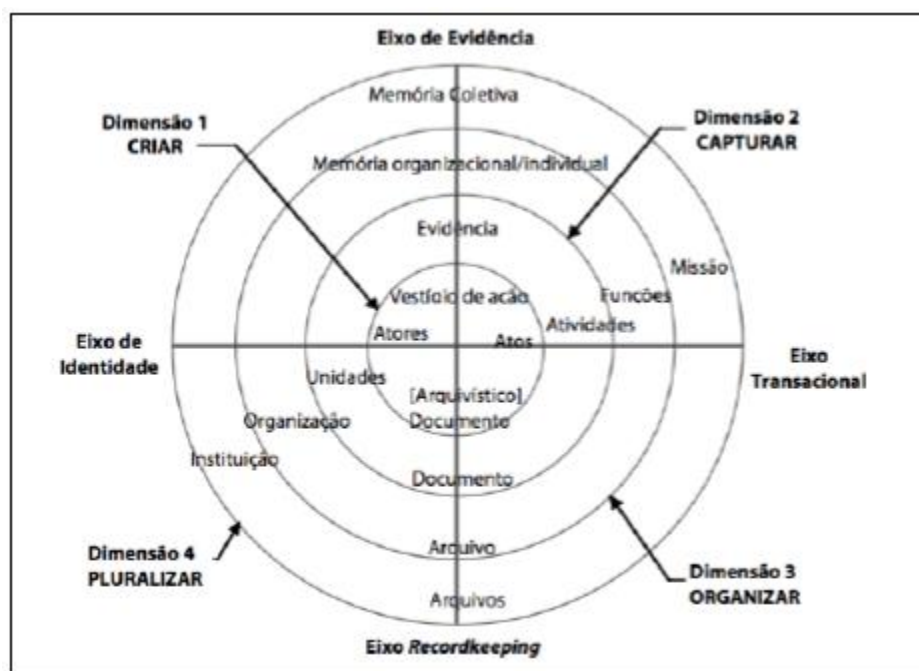 Eixo de Evidência
Memória Coletiva
Dimensão 1
CRIAR
Dimensão 2
CAPTURAR
Memória organizacional/individual
Evidência
Missão
Vestígio de ação
Funções
Atores
Atos
Atividades
Eixo de
Identidade
Eixo
Transacional
Unidades
[Arquivístico]
Documento
Organização
Instituição
Documento
Arquivo
Dimensão 4
PLURALIZAR
Dimensão 3
ORGANIZAR
Arquivos
Eixo Recordkeeping